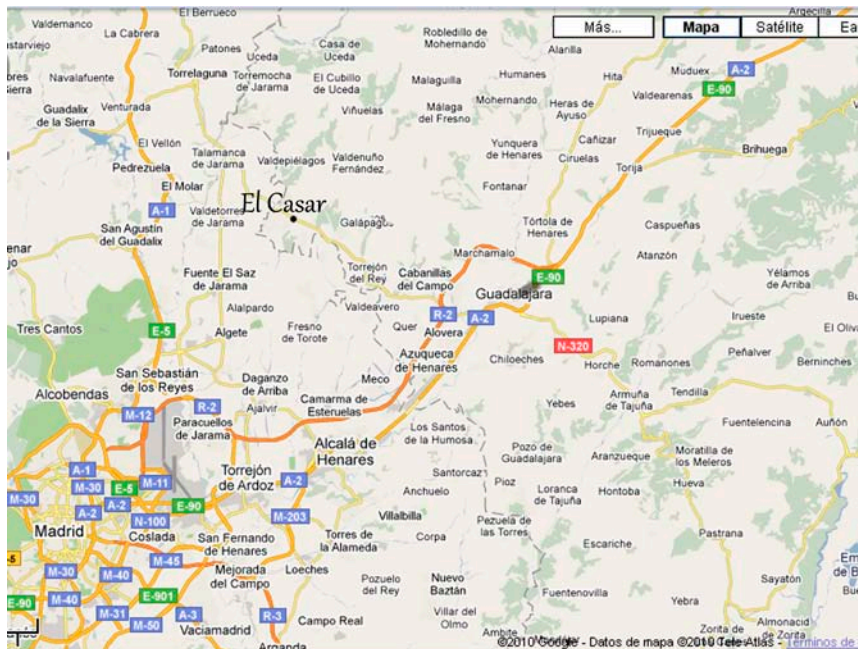 Valdemanco
El Berrueco
La Cabrera
Patones
Uceda
Casa de
Uceda
Robledillo de
Mohernando
Más...
Mapa
Satélite
Ea
Argecilla
Alarilla
Navalafuente
Torrelaguna
Torremocha
de Jarama
El Cubillo
de Uceda
Malaguilla
Humanes
Hita
Muduex
A-2
E-90
Guadalix
de la Sierra
Venturada
Viñuelas
Málaga
del Fresno
Mohernando
Heras de
Ayuso
Valdearenas
Trijueque
El Vellón
Pedrezuela
Talamanca
de Jarama
Valdepiélagos
Valdenuño
Fernández
Yunquera
de Henares
Cañizar
Ciruelas
Torija
Brihuega
El Molar
A-1
Valdetorres
de Jarama
El Casar
Galápagos
Fontanar
Tórtola de
Henares
Caspueñas
San Agustín
del Guadalix
Marchamalo
Atanzón
Fuente El Saz
de Jarama
Torrejón
del Rey
Cabanillas
del Campo
E-90
Guadalajara
Yélamos
de Arriba
Alalpardo
Valdeavero
R-2
A-2
Lupiana
Irueste
El Oliv
Tres Cantos
E-5
Algete
Fresno
de Torote
Quer
Alovera
N-320
Peñalver
Azuqueca
de Henares
Chiloeches
Horche
Romanones
Berninches
San Sebastián
de los Reyes
Daganzo
de Arriba
Meco
Armuña
de Tajuña
Tendilla
Alcobendas
M-12
R-2
Ajalvir
Camarma de
Esteruelas
Yebes
Fuentelencina
Auñón
Paracuellos
de Jarama
Alcalá de
Henares
Los Santos
de la Humosa
Pozo de
Guadalajara
Aranzueque
Moratilla de
los Meleros
A-1
M-30
M-30
E-5
M-11
Torrejón
de Ardoz
A-2
Santorcaz
Pioz
Loranca
de Tajuña
Hontoba
Hueva
A-2
A-2
E-90
Anchuelo
Madrid
N-100
Coslada
M-203
Villalbilla
Pezuela de
las Torres
Pastrana
San Fernando
de Henares
Torres de
la Alameda
Corpa
Escariche
M-45
M-30
M-40
Mejorada
del Campo
Loeches
Pozuelo
del Rey
Nuevo
Baztán
Fuentenovilla
Sayatón
E-90
M-40
E-901
Yebra
M-31
A-3
R-3
Campo Real
Villar del
Olmo
Almonacid
de Zorita
M-50
Vaciamadrid
Arganda
Ambite
Zorita de
©2010 Google - Datos de mapa ©2010 Tele Atlas - Términos de